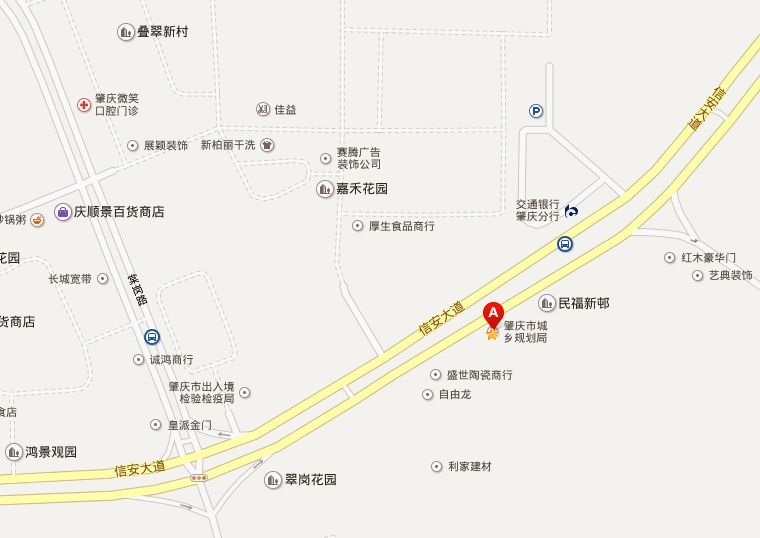 叠翠新村
信安大道
肇庆微笑
口腔门诊
佳益
P
展颖装饰
新柏丽干洗
赛腾广告
装饰公司
嘉禾花园
庆顺景百货商店
锅粥
交通银行
肇庆分行
厚生食品商行
花园
红木豪华门
艺典装饰
长城宽带
棠岗路
民福新邨
A
信安大道
肇庆市城
乡规划局
货商店
诚鸿商行
盛世陶瓷商行
肇庆市出入境
检验检疫局
自由龙
食店
皇派金门
鸿景观园
信安大道
利家建材
翠岗花园